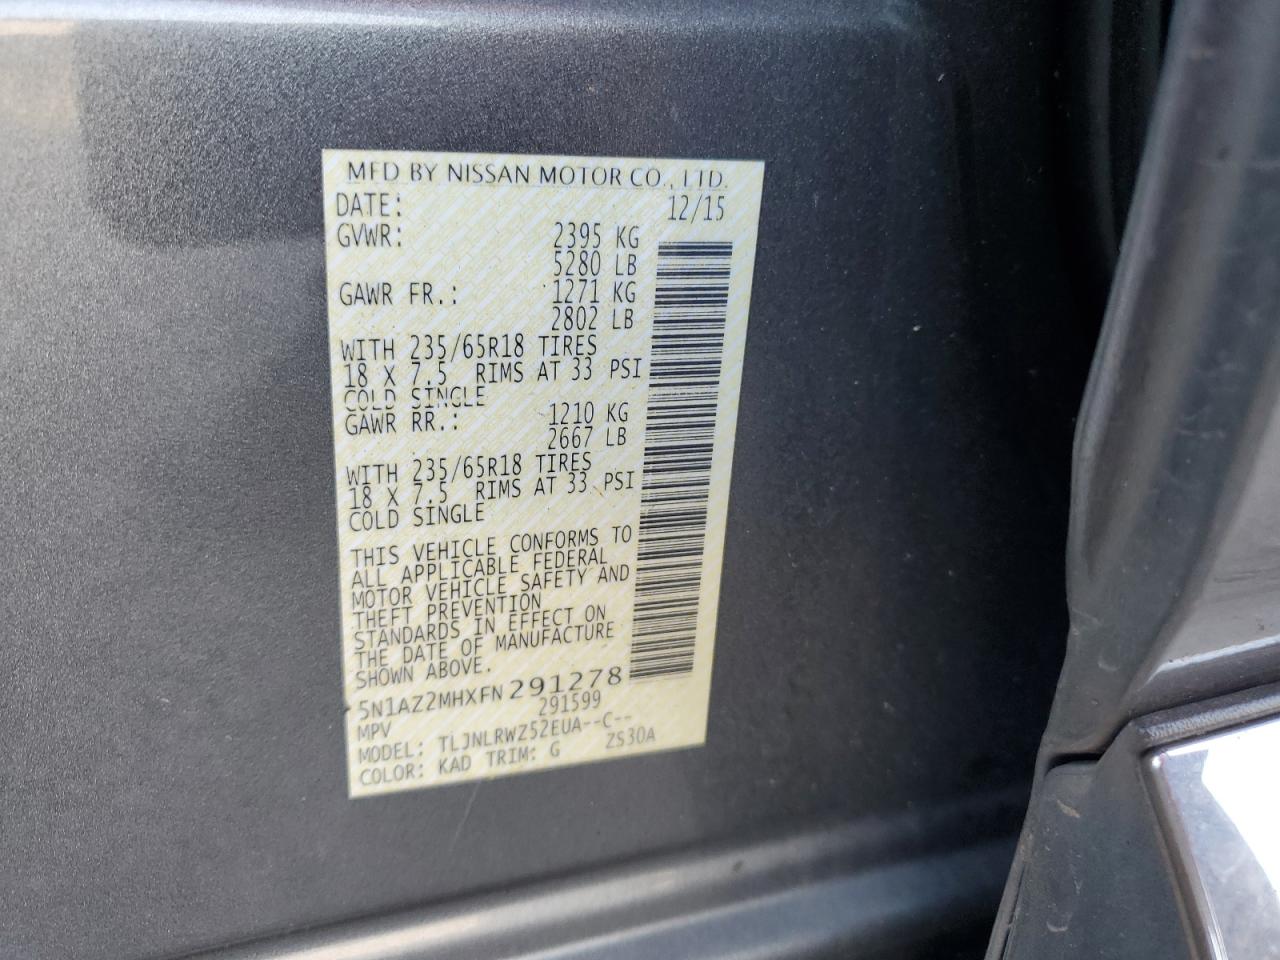 MFD BY NISSAN MOTOR CO., LTD.
DATE: 12/15
GVWR: 2395 KG
5280 LB
GAWR FR.: 1271 KG
2802 LB
WITH 235/65R18 TIRES
18 X 7.5 RIMS AT 33 PSI
COLD SINGLE
GAWR RR.: 1210 KG
2667 LB
WITH 235/65R18 TIRES
18 X 7.5 RIMS AT 33 PSI
COLD SINGLE
THIS VEHICLE CONFORMS TO
ALL APPLICABLE FEDERAL
MOTOR VEHICLE SAFETY AND
THEFT PREVENTION
STANDARDS IN EFFECT ON
THE DATE OF MANUFACTURE
SHOWN ABOVE.
5N1AZ2MHXFN291278
291599
MPV
MODEL: TLJNLRWZ52EUA--C--
COLOR: KAD TRIM: G ZS30A